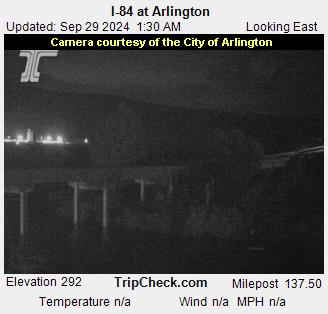 I-84 at Arlington
Updated: Sep 29 2024 1:30 AM Looking East
Camera courtesy of the City of Arlington
Elevation 292 TripCheck.com Milepost 137.50
Temperature n/a Wind n/a MPH n/a